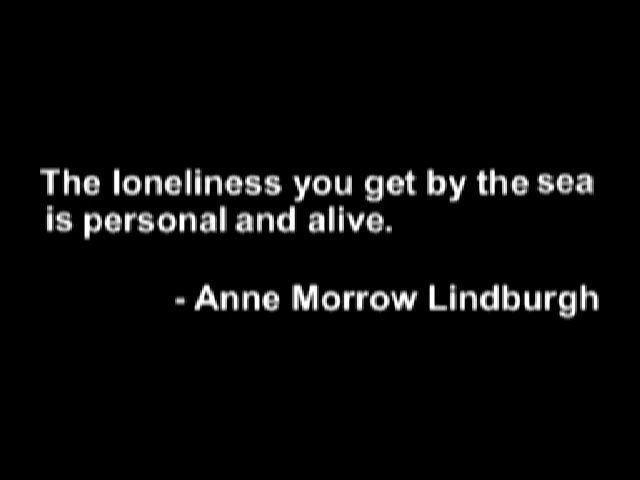 The loneliness you get by the sea
is personal and alive.
- Anne Morrow Lindburgh